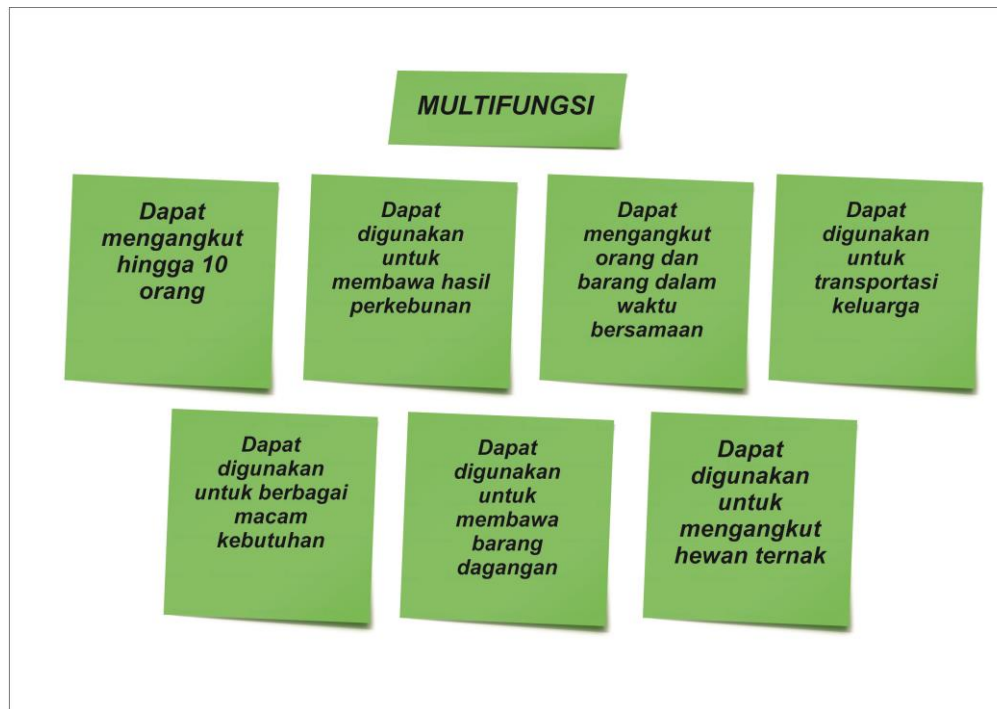 MULTIFUNGSI
Dapat
mengangkut
hingga 10
orang
Dapat
digunakan
untuk
membawa hasil
perkebunan
Dapat
mengangkut
orang dan
barang dalam
waktu
bersamaan
Dapat
digunakan
untuk
transportasi
keluarga
Dapat
digunakan
untuk berbagai
macam
kebutuhan
Dapat
digunakan
untuk
membawa
barang
dagangan
Dapat
digunakan
untuk
mengangkut
hewan ternak